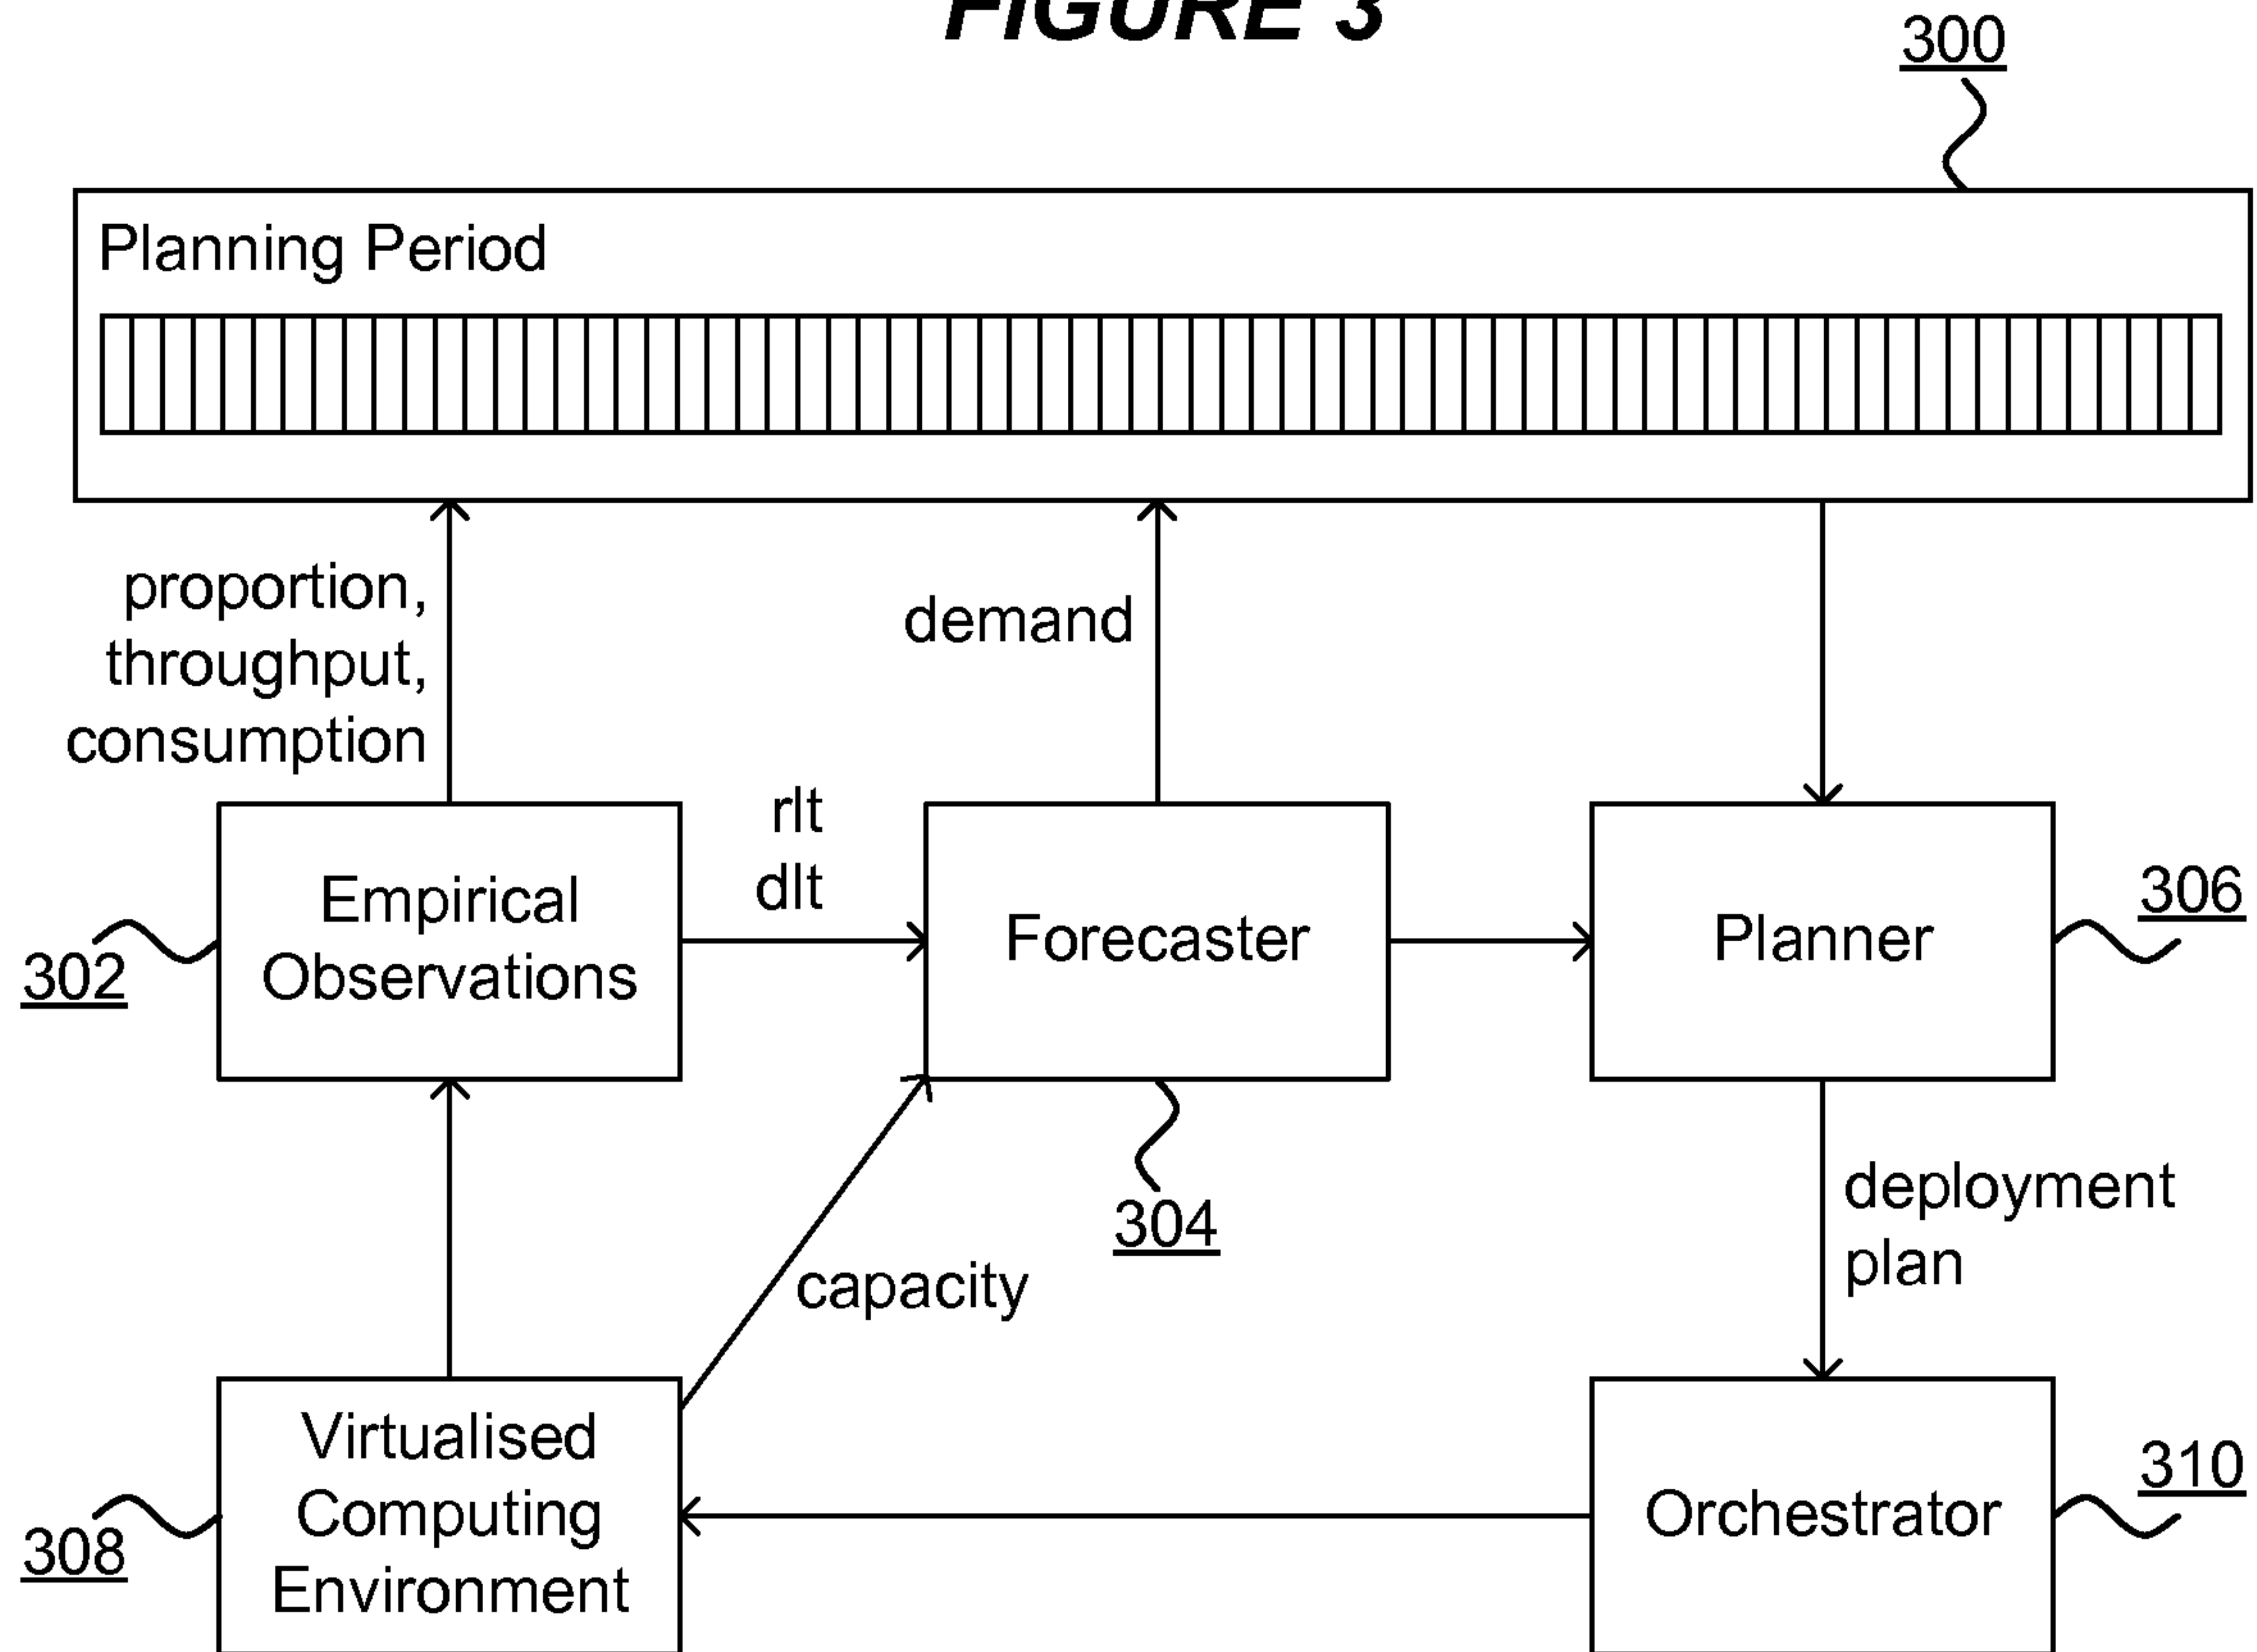 FIGURE 3
300
Planning Period
proportion,
throughput,
consumption
demand
rlt
dlt
Empirical
Observations
302
Forecaster
304
Planner
306
capacity
deployment
plan
Virtualised
Computing
Environment
308
Orchestrator
310